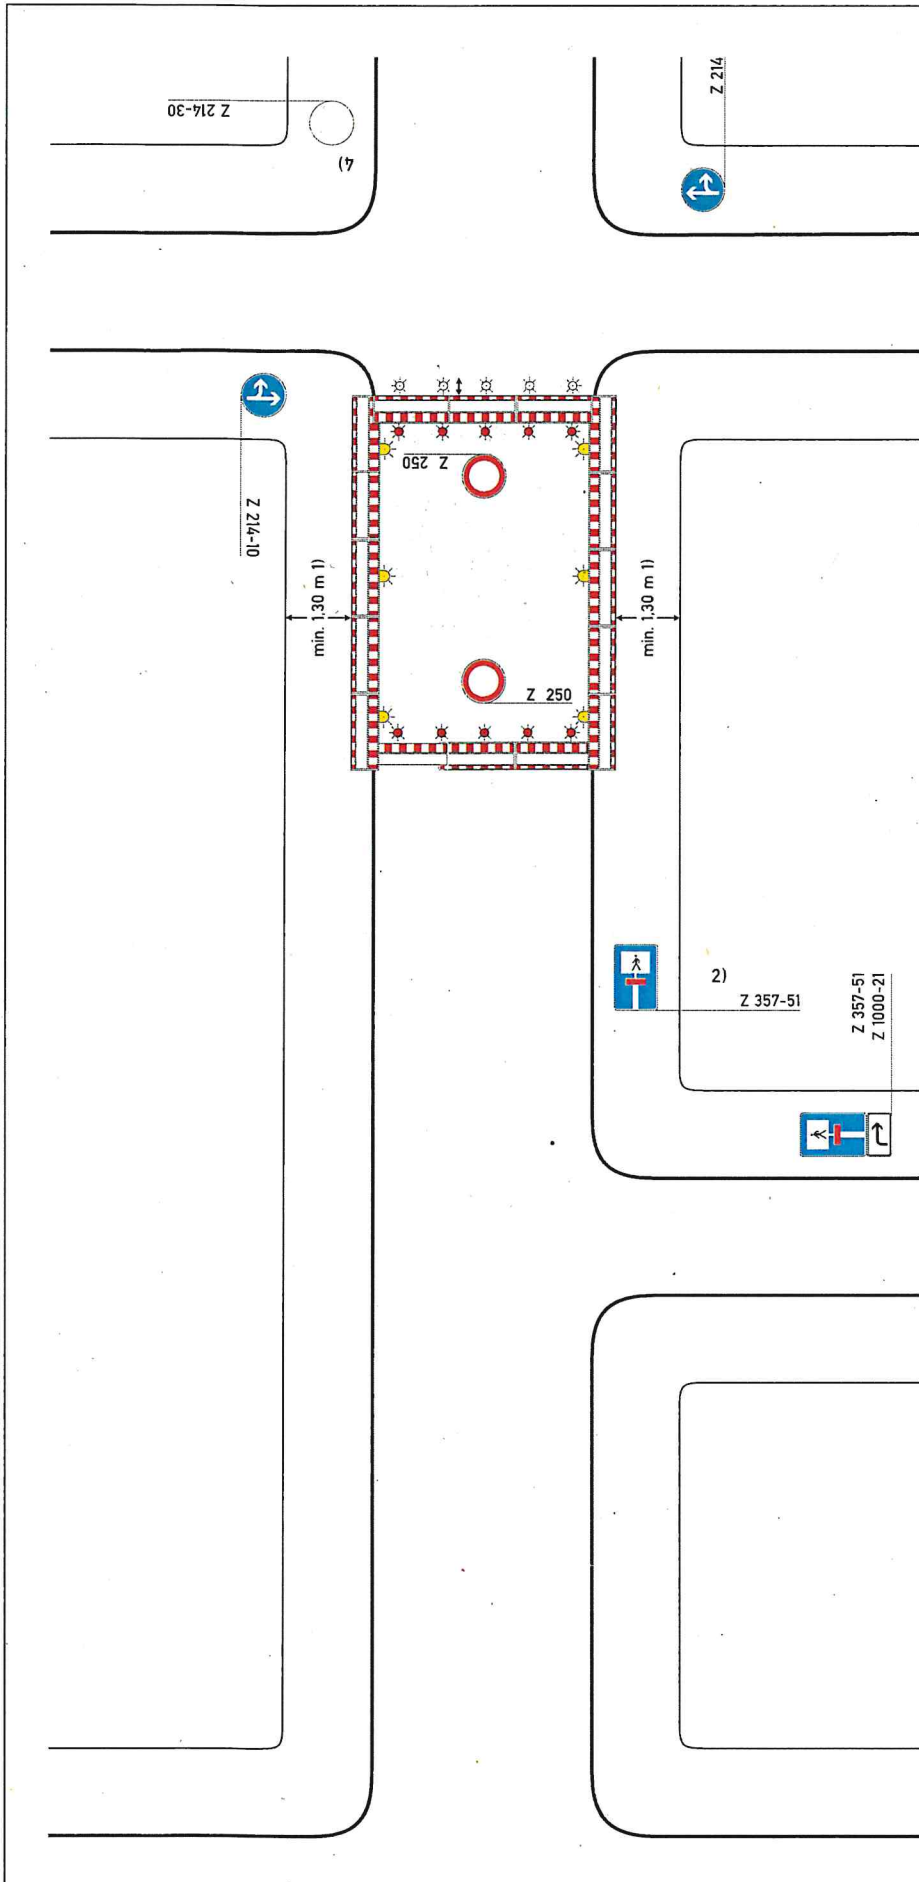 Z 214-30
4)
Z 214
Z 214-10
Z 250
min. 1,30 m 1)
min. 1,30 m 1)
Z 250
2)
Z 357-51
Z 357-51
Z 1000-21